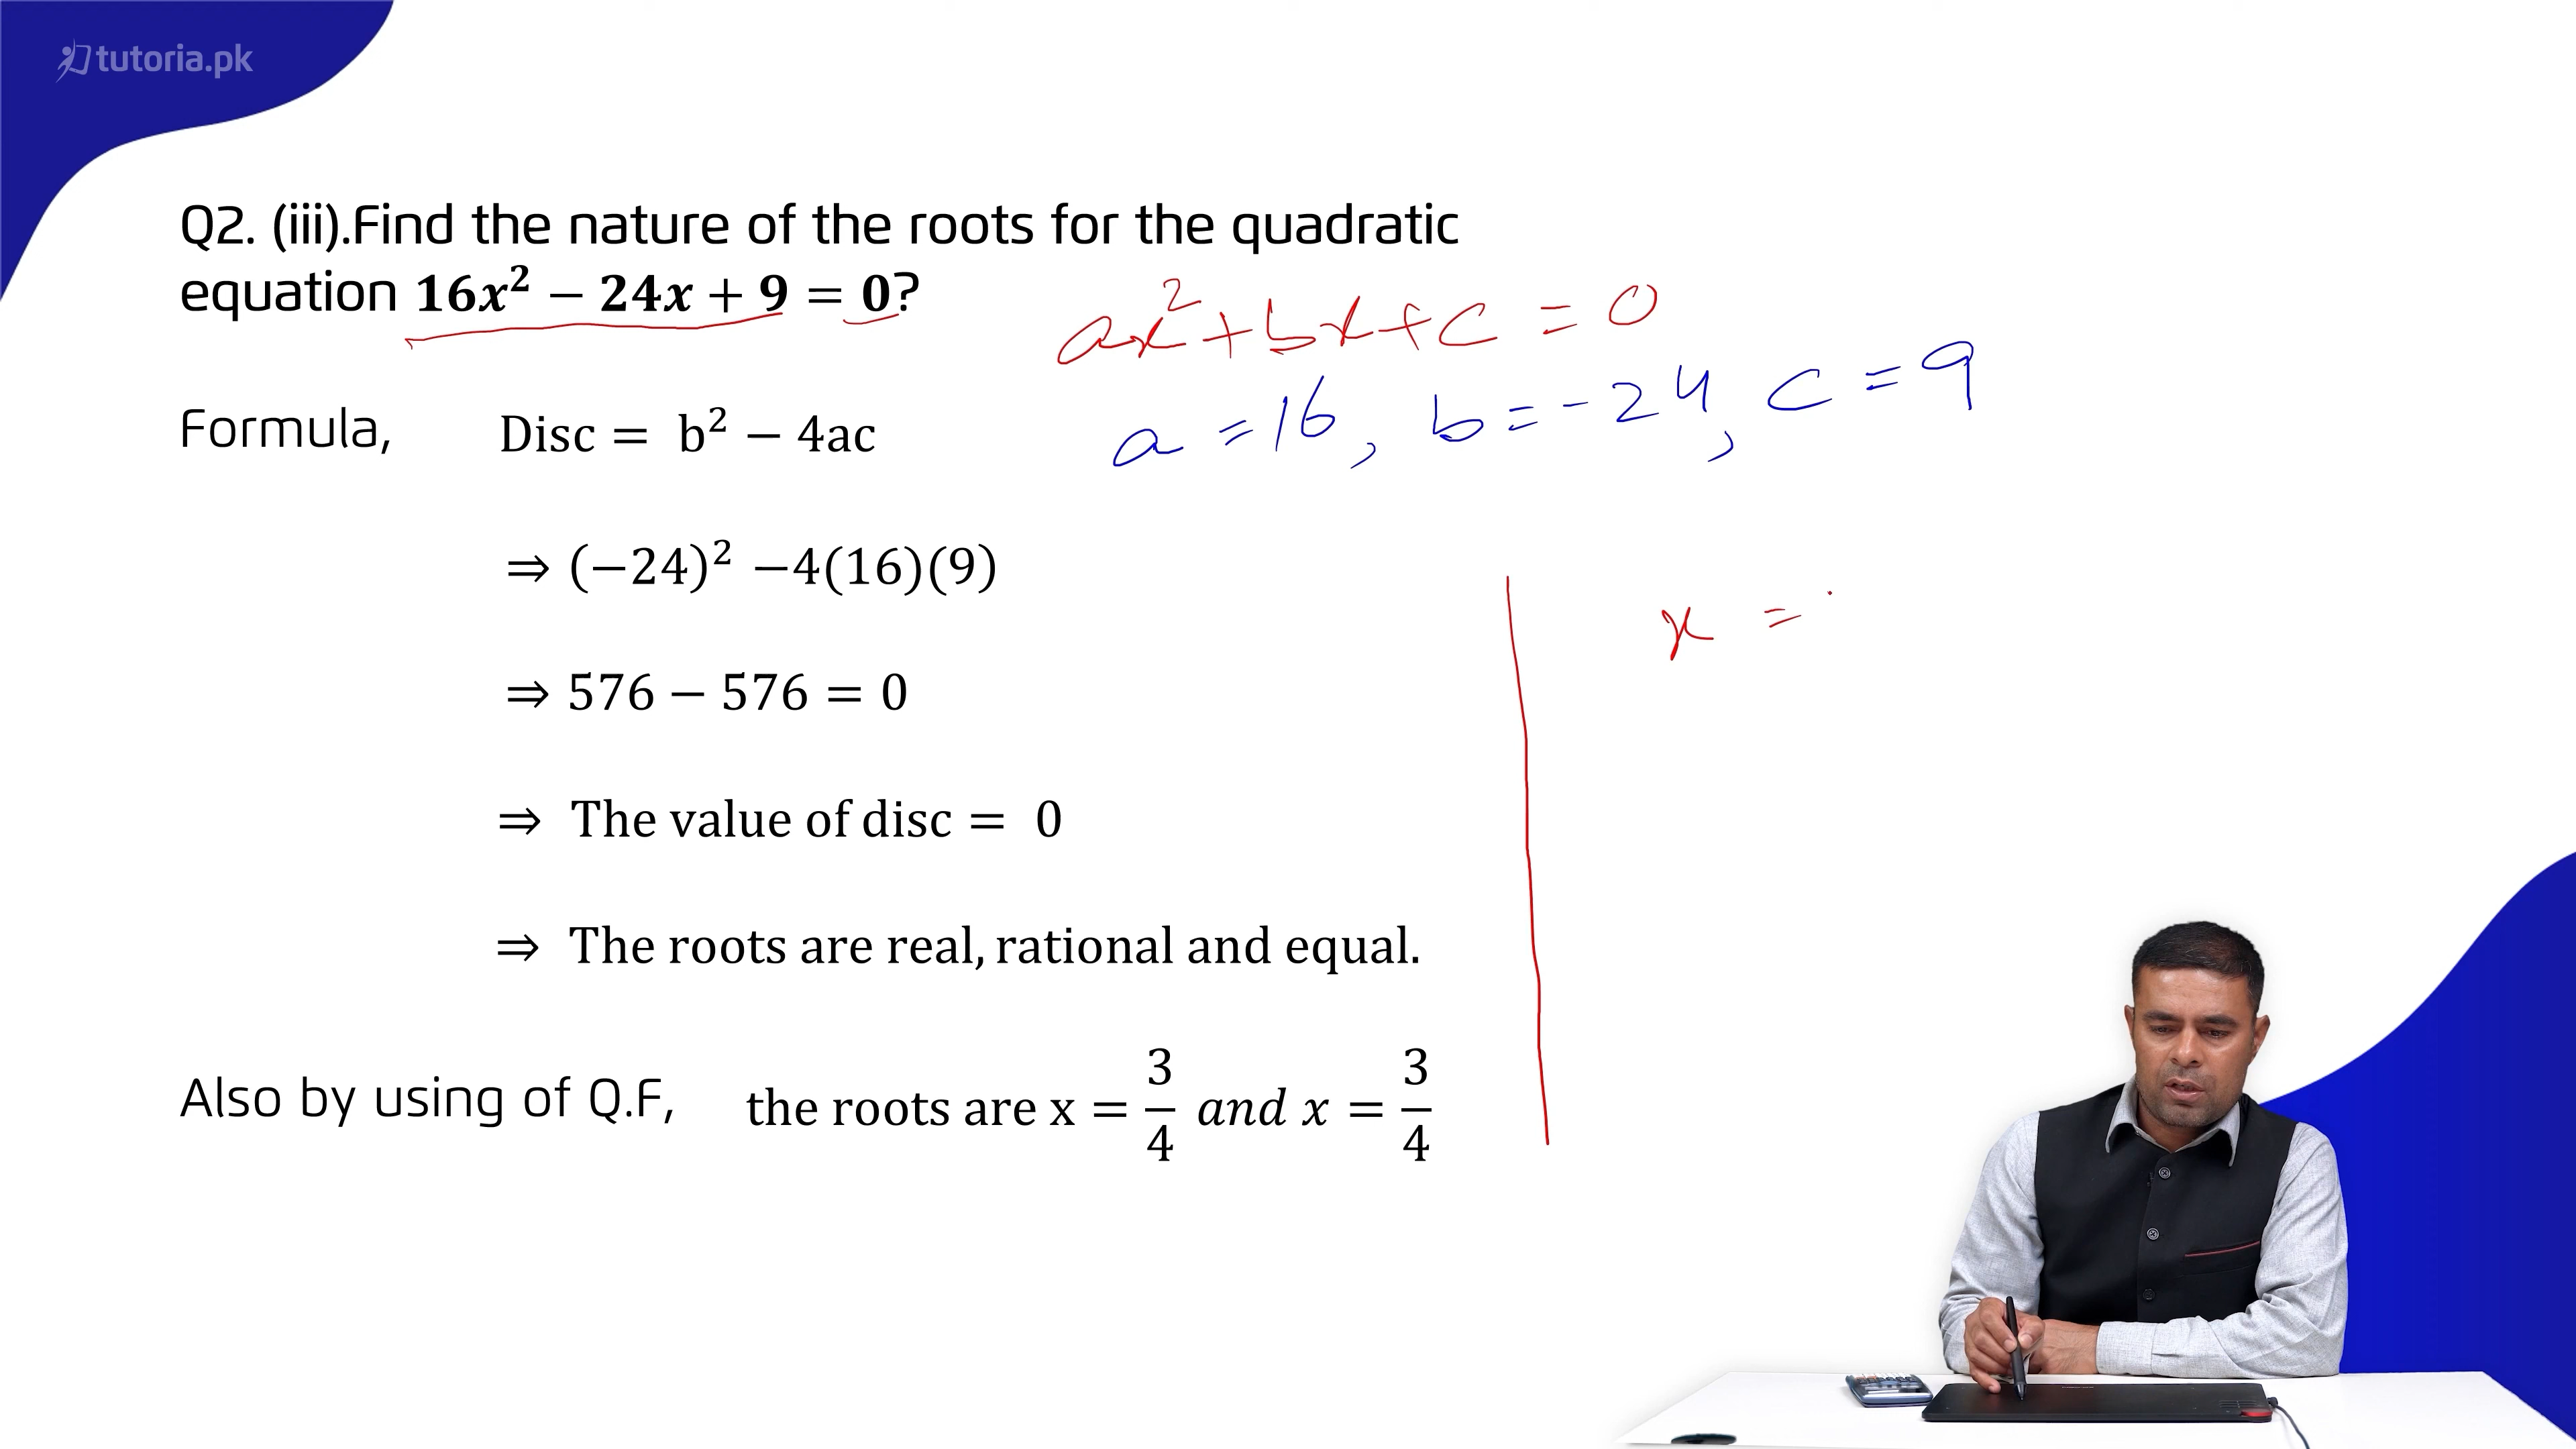 tutoria.pk
Q2. (iii).Find the nature of the roots for the quadratic
equation 16x² − 24x + 9 = 0?
ax² + bx + c = 0
a = 16, b = -24, c = 9
Formula, Disc = b² − 4ac
⇒ (−24)² −4(16)(9)
x =
⇒ 576 − 576 = 0
⇒ The value of disc = 0
⇒ The roots are real, rational and equal.
Also by using of Q.F, the roots are x = 3/4 and x = 3/4